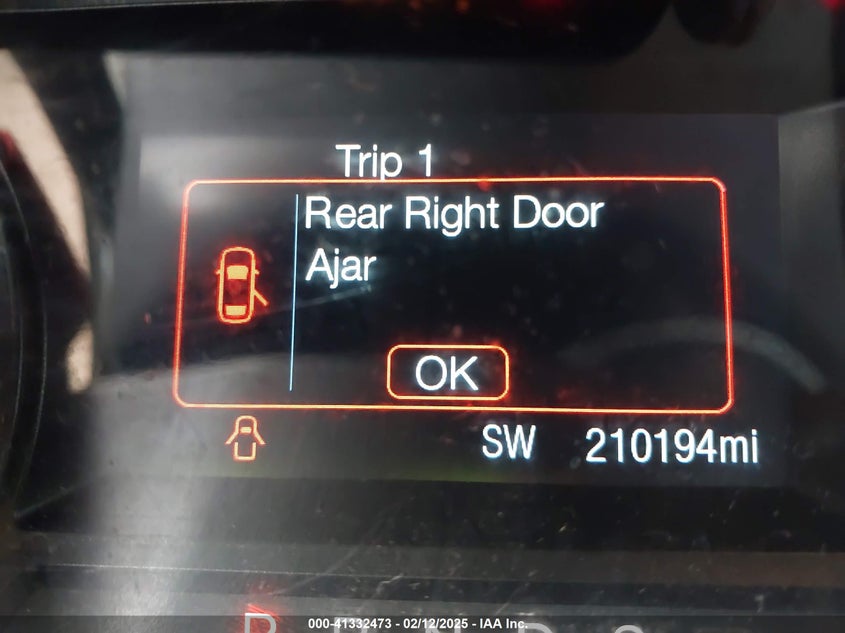 Trip 1
Rear Right Door
Ajar
OK
SW 210194mi
000-41332473 - 02/12/2025 - IAA Inc.